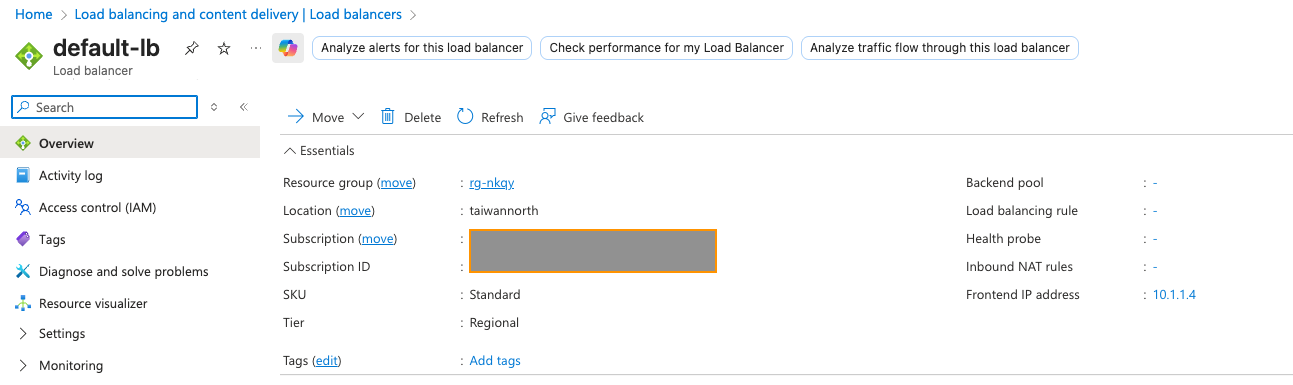 Home > Load balancing and content delivery | Load balancers >
default-lb
Load balancer
Analyze alerts for this load balancer
Check performance for my Load Balancer
Analyze traffic flow through this load balancer
Search
Overview
Activity log
Access control (IAM)
Tags
Diagnose and solve problems
Resource visualizer
Settings
Monitoring
Move Delete Refresh Give feedback
Essentials
Resource group (move) : rg-nkqy
Location (move) : taiwannorth
Subscription (move) :
Subscription ID :
SKU : Standard
Tier : Regional
Tags (edit) : Add tags
Backend pool : -
Load balancing rule : -
Health probe : -
Inbound NAT rules : -
Frontend IP address : 10.1.1.4